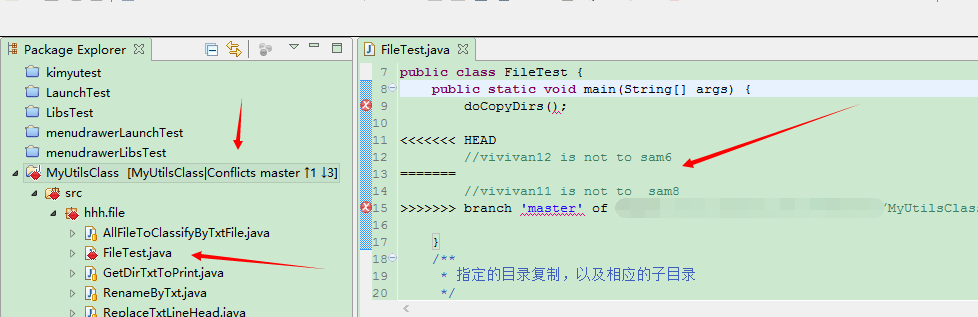 Package Explorer
kimyutest
LaunchTest
LibsTest
menudrawerLaunchTest
menudrawerLibsTest
MyUtilsClass [MyUtilsClass|Conflicts master ↑1 ↓3]
src
hhh.file
AllFileToClassifyByTxtFile.java
FileTest.java
GetDirTxtToPrint.java
RenameByTxt.java
ReplaceTxtLineHead.java
FileTest.java
7 public class FileTest {
8 public static void main(String[] args) {
9 doCopyDirs();
10
11 <<<<<<< HEAD
12 //vivivan12 is not to sam6
13 =======
14 //vivivan11 is not to  sam8
15 >>>>>>> branch 'master' of /MyUtilsClass
16
17 }
18 /**
19 * 指定的目录复制，以及相应的子目录
20 */